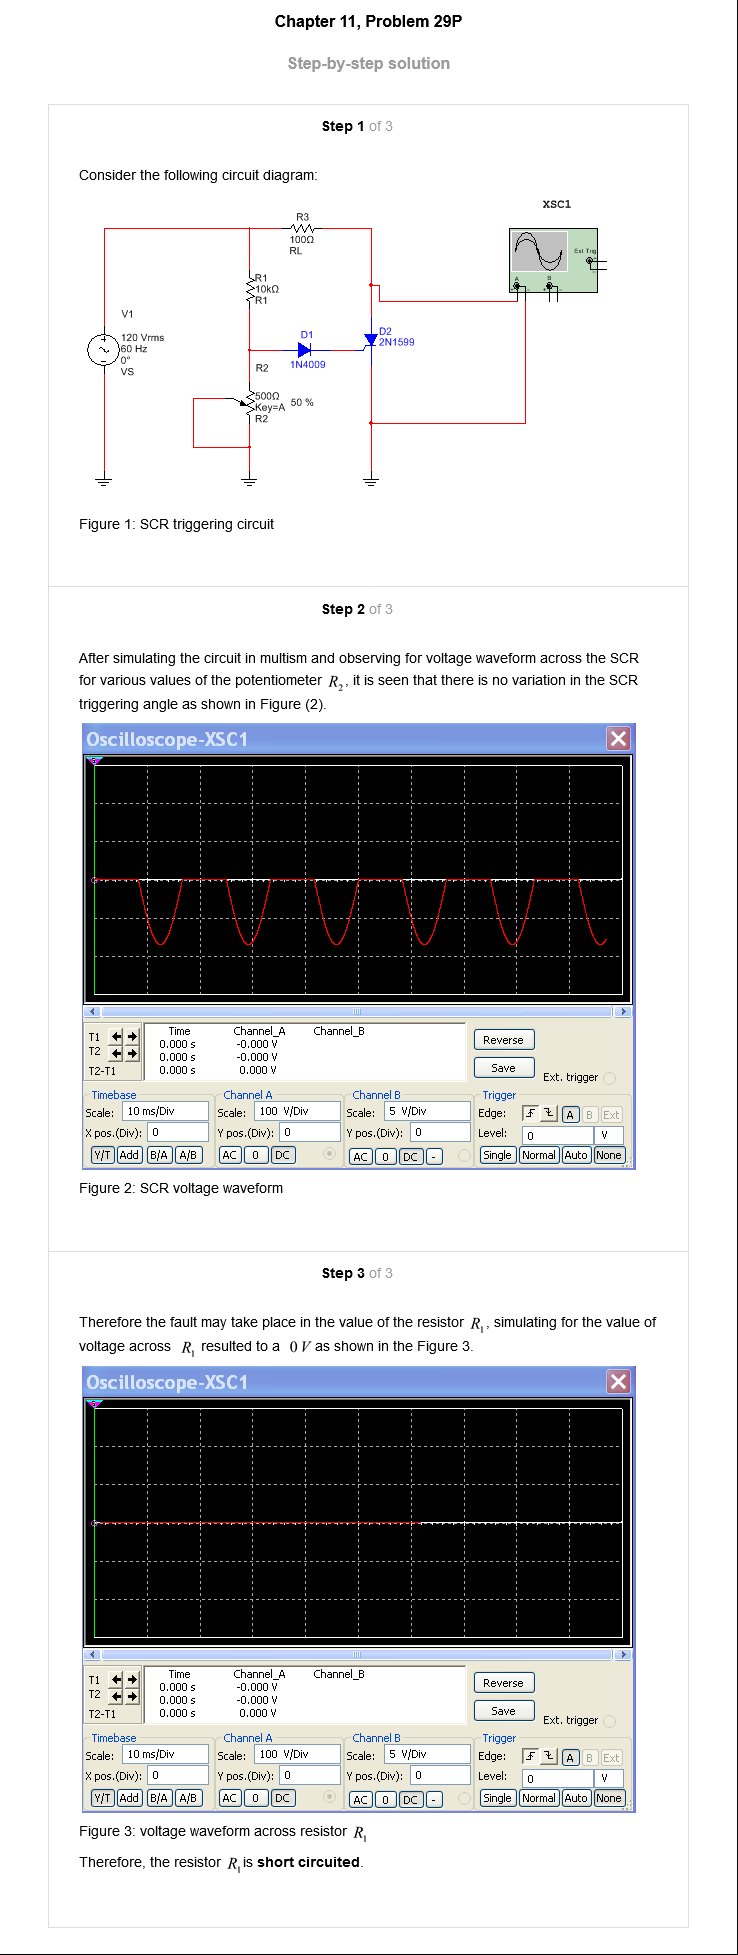 Chapter 11, Problem 29P
Step-by-step solution
Step 1 of 3
Consider the following circuit diagram:
XSC1
R3
100Ω
RL
Ext Trig
A
B
R1
10kΩ
R1
V1
120 Vrms
60 Hz
0°
VS
D1
1N4009
D2
2N1599
R2
500Ω
Key=A
R2
50 %
Figure 1: SCR triggering circuit
Step 2 of 3
After simulating the circuit in multism and observing for voltage waveform across the SCR
for various values of the potentiometer R₂, it is seen that there is no variation in the SCR
triggering angle as shown in Figure (2).
Oscilloscope-XSC1
Time Channel_A Channel_B
T1 0.000 s -0.000 V
T2 0.000 s -0.000 V
T2-T1 0.000 s 0.000 V
Reverse
Save
Ext. trigger
Timebase Channel A Channel B Trigger
Scale: 10 ms/Div Scale: 100 V/Div Scale: 5 V/Div Edge: A B Ext
X pos.(Div): 0 Y pos.(Div): 0 Y pos.(Div): 0 Level: 0 V
Y/T Add B/A A/B AC 0 DC AC 0 DC - Single Normal Auto None
Figure 2: SCR voltage waveform
Step 3 of 3
Therefore the fault may take place in the value of the resistor R₁, simulating for the value of
voltage across R₁ resulted to a 0 V as shown in the Figure 3.
Oscilloscope-XSC1
Time Channel_A Channel_B
T1 0.000 s -0.000 V
T2 0.000 s -0.000 V
T2-T1 0.000 s 0.000 V
Reverse
Save
Ext. trigger
Timebase Channel A Channel B Trigger
Scale: 10 ms/Div Scale: 100 V/Div Scale: 5 V/Div Edge: A B Ext
X pos.(Div): 0 Y pos.(Div): 0 Y pos.(Div): 0 Level: 0 V
Y/T Add B/A A/B AC 0 DC AC 0 DC - Single Normal Auto None
Figure 3: voltage waveform across resistor R₁
Therefore, the resistor R₁ is short circuited.